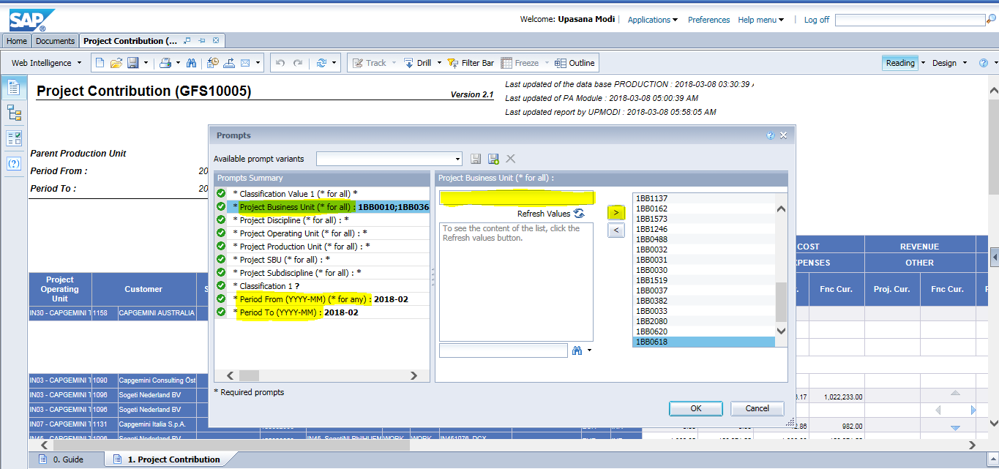 SAP ®
Welcome: Upasana Modi | Applications Preferences Help menu | Log off
Home Documents Project Contribution (...
Web Intelligence Track Drill Filter Bar Freeze Outline Reading Design
Project Contribution (GFS10005)
Version 2.1
Last updated of the data base PRODUCTION : 2018-03-08 03:30:39
Last updated of PA Module : 2018-03-08 05:00:39 AM
Last updated report by UPMODI : 2018-03-08 05:58:05 AM
Parent Production Unit
Period From : 20
Period To : 20
Prompts
Available prompt variants
Prompts Summary
* Classification Value 1 (* for all) *
* Project Business Unit (* for all) : 1BB0010;1BB036
* Project Discipline (* for all) : *
* Project Operating Unit (* for all) : *
* Project Production Unit (* for all) : *
* Project SBU (* for all) : *
* Project Subdiscipline (* for all) : *
* Classification 1 ?
* Period From (YYYY-MM) (* for any) : 2018-02
* Period To (YYYY-MM) : 2018-02
Project Business Unit (* for all) :
Refresh Values
To see the content of the list, click the
Refresh values button.
>
<
1BB1137
1BB0162
1BB1573
1BB1246
1BB0488
1BB0032
1BB0031
1BB0030
1BB1519
1BB0037
1BB0382
1BB0033
1BB2080
1BB0620
1BB0618
* Required prompts
OK Cancel
COST REVENUE
PENSES OTHER
Project Operating Unit Customer S
Fnc Cur. Proj. Cur. Fnc Cur.
IN30 - CAPGEMINI T 1158 CAPGEMINI AUSTRALIA
IN03 - CAPGEMINI T 1090 Capgemini Consulting Öst
IN03 - CAPGEMINI T 1096 Sogeti Nederland BV
.17 1,022,233.00
IN03 - CAPGEMINI T 1096 Sogeti Nederland BV
IN07 - CAPGEMINI T 1131 Capgemini Italia S.p.A.
2.86 982.00
0. Guide 1. Project Contribution